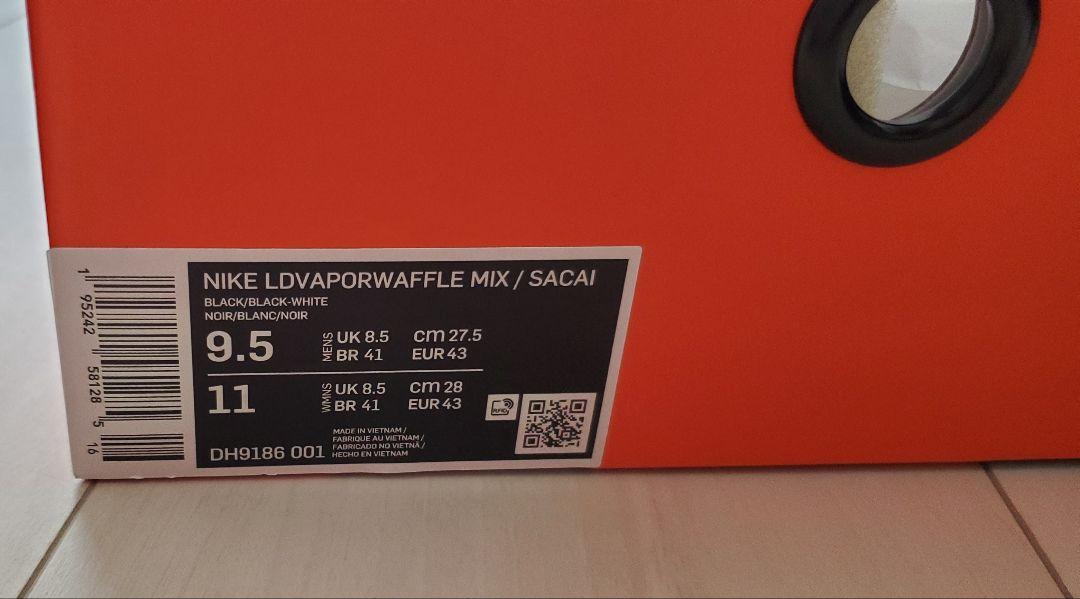 NIKE LDVAPORWAFFLE MIX / SACAI
BLACK/BLACK-WHITE
NOIR/BLANC/NOIR
9.5 MENS UK 8.5 cm 27.5
BR 41 EUR 43
11 WMNS UK 8.5 cm 28
BR 41 EUR 43
RFID
DH9186 001
MADE IN VIETNAM /
FABRIQUE AU VIETNAM /
FABRICADO NO VIETNÃ /
HECHO EN VIETNAM
1 95242 58128 5 16